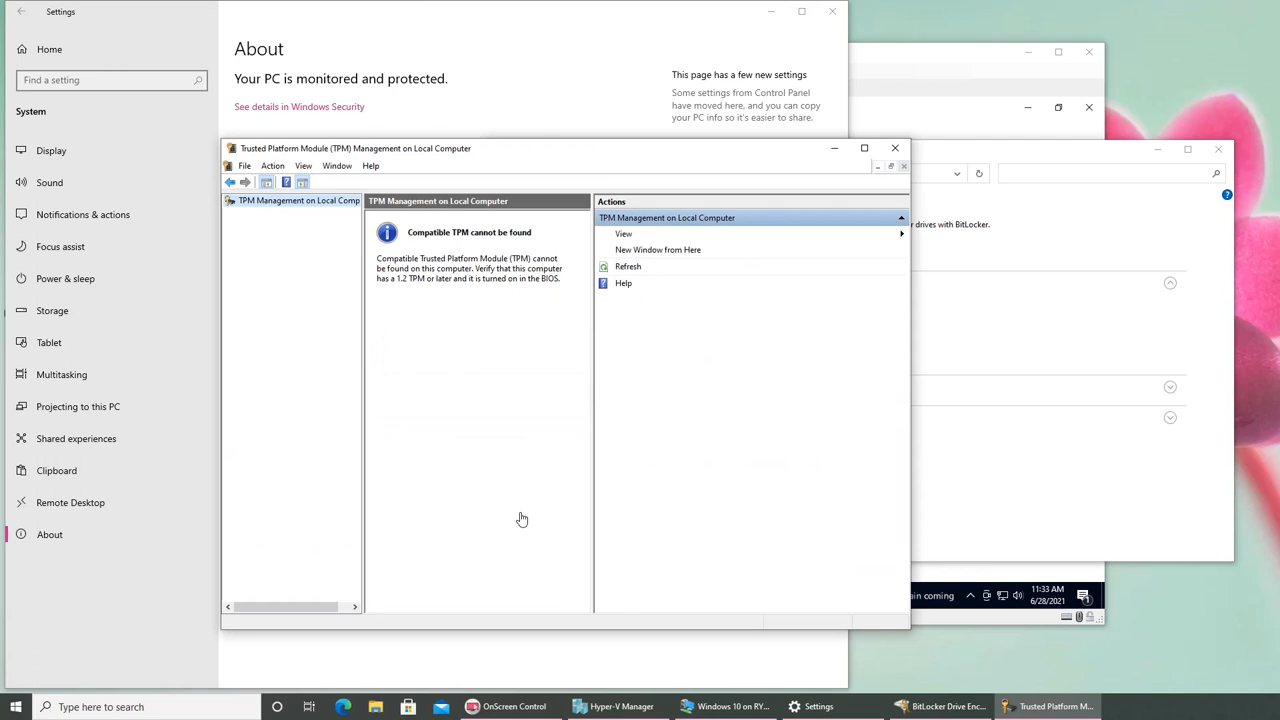 Settings
Home
Find a setting
System
Display
Sound
Notifications & actions
Focus assist
Power & sleep
Storage
Tablet
Multitasking
Projecting to this PC
Shared experiences
Clipboard
Remote Desktop
About
About
Your PC is monitored and protected.
See details in Windows Security
This page has a few new settings
Some settings from Control Panel
have moved here, and you can copy
your PC info so it's easier to share.
Trusted Platform Module (TPM) Management on Local Computer
File Action View Window Help
TPM Management on Local Comp
TPM Management on Local Computer
Compatible TPM cannot be found
Compatible Trusted Platform Module (TPM) cannot
be found on this computer. Verify that this computer
has a 1.2 TPM or later and it is turned on in the BIOS.
Actions
TPM Management on Local Computer
View
New Window from Here
Refresh
Help
er drives with BitLocker.
ain coming
11:33 AM
6/28/2021
1
Type here to search
OnScreen Control
Hyper-V Manager
Windows 10 on RY...
Settings
BitLocker Drive Enc...
Trusted Platform M...